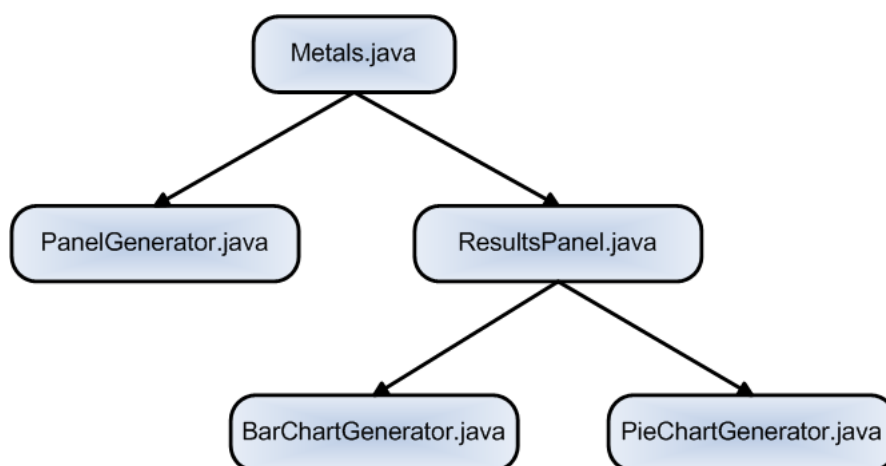 Metals.java
PanelGenerator.java
ResultsPanel.java
BarChartGenerator.java
PieChartGenerator.java